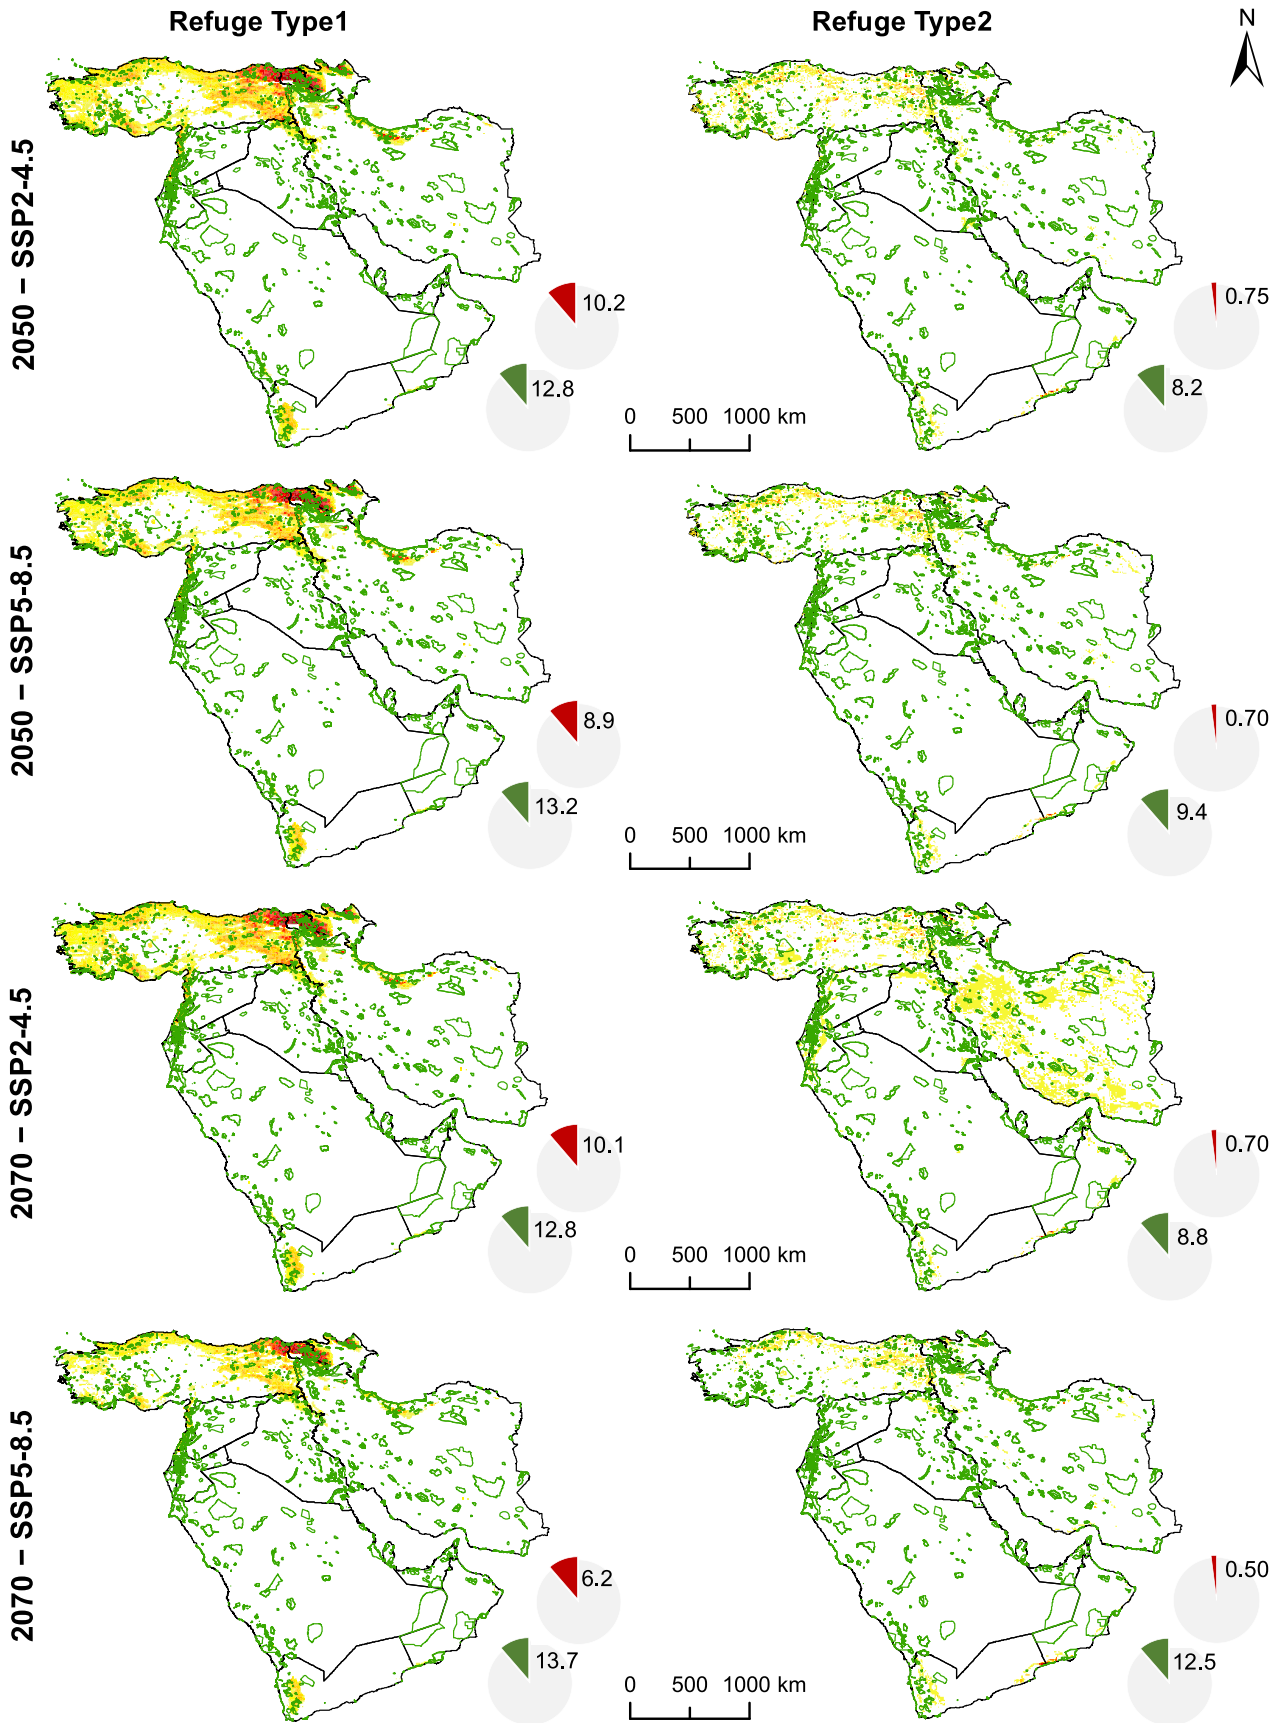 Refuge Type1
Refuge Type2
N
2050 – SSP2-4.5
10.2
12.8
0.75
8.2
0 500 1000 km
2050 – SSP5-8.5
8.9
13.2
0.70
9.4
0 500 1000 km
2070 – SSP2-4.5
10.1
12.8
0.70
8.8
0 500 1000 km
2070 – SSP5-8.5
6.2
13.7
0.50
12.5
0 500 1000 km